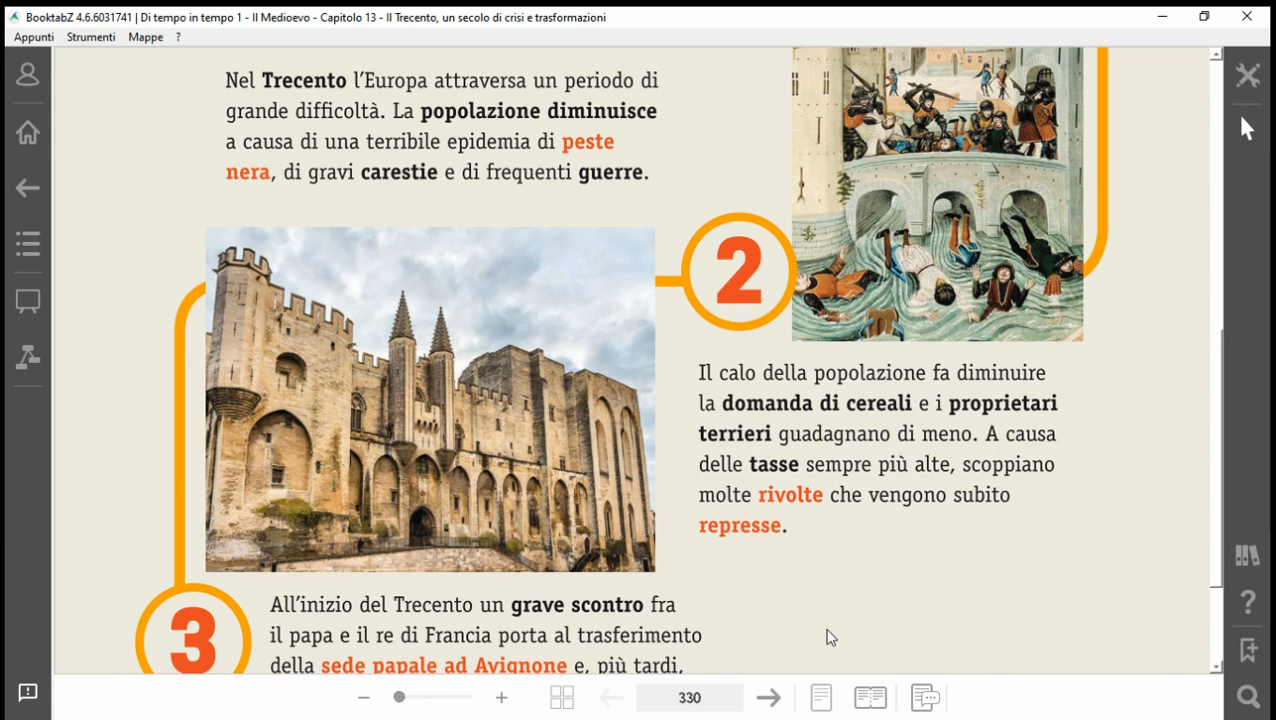 BooktabZ 4.6.6031741 | Di tempo in tempo 1 - Il Medioevo - Capitolo 13 - Il Trecento, un secolo di crisi e trasformazioni
Appunti Strumenti Mappe ?
Nel Trecento l'Europa attraversa un periodo di
grande difficoltà. La popolazione diminuisce
a causa di una terribile epidemia di peste
nera, di gravi carestie e di frequenti guerre.
2
Il calo della popolazione fa diminuire
la domanda di cereali e i proprietari
terrieri guadagnano di meno. A causa
delle tasse sempre più alte, scoppiano
molte rivolte che vengono subito
represse.
3
All'inizio del Trecento un grave scontro fra
il papa e il re di Francia porta al trasferimento
della sede papale ad Avignone e, più tardi,
330